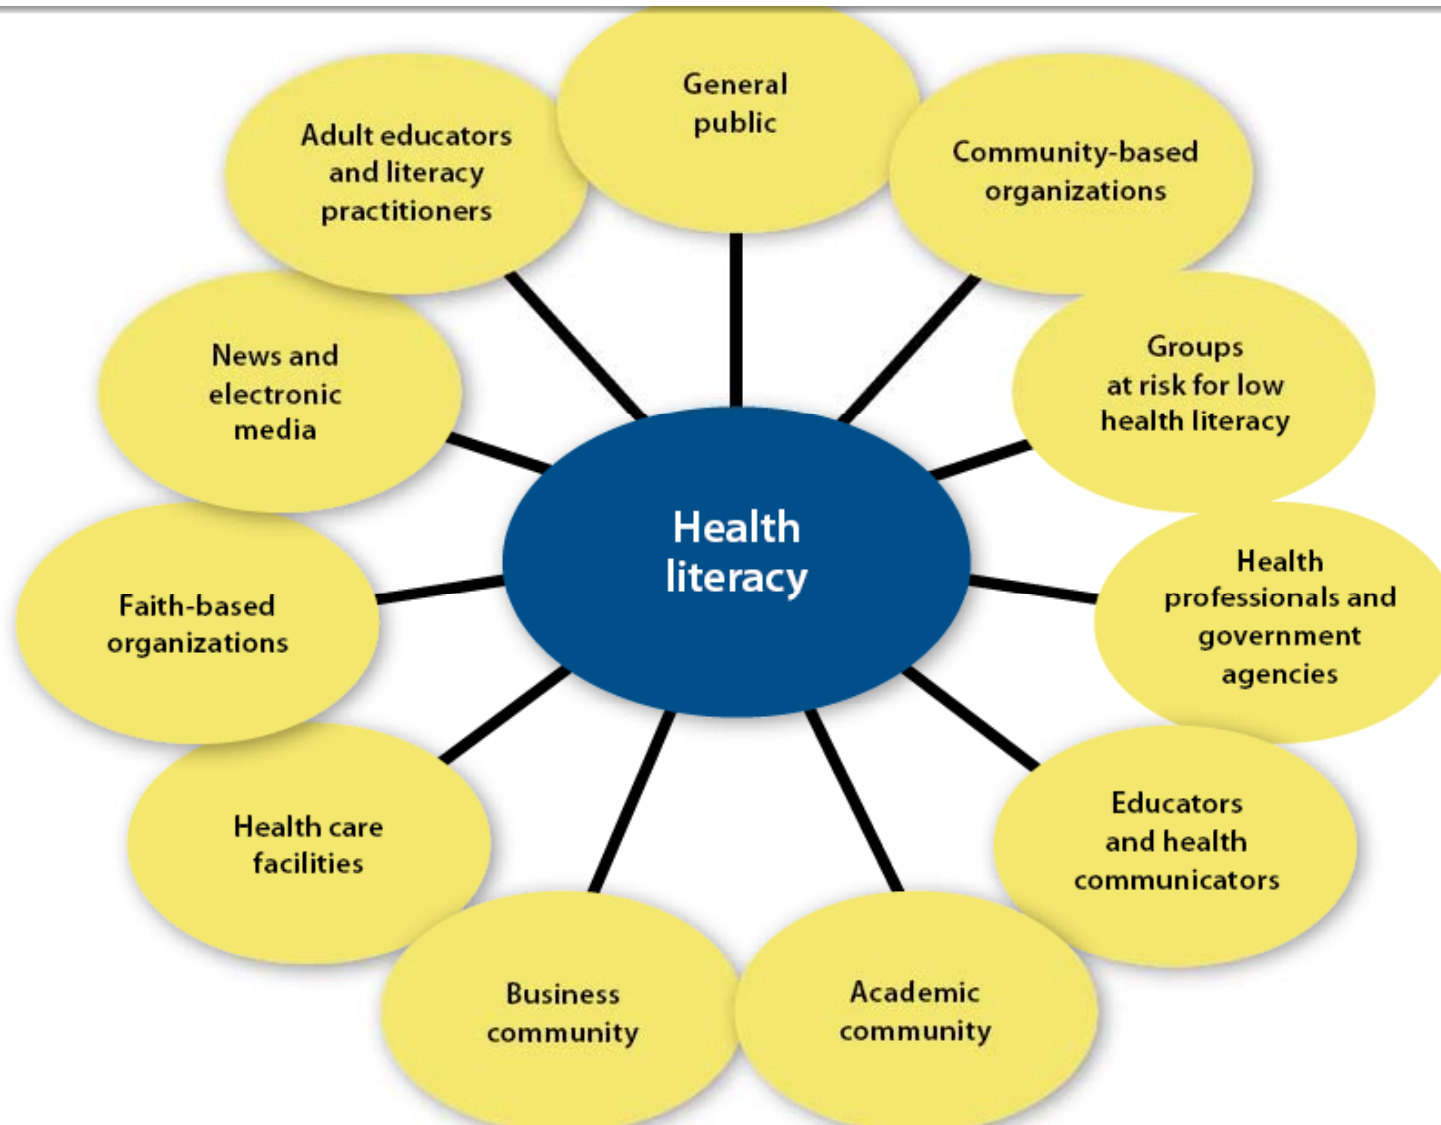 General
public
Community-based
organizations
Groups
at risk for low
health literacy
Health
professionals and
government
agencies
Educators
and health
communicators
Academic
community
Business
community
Health care
facilities
Faith-based
organizations
News and
electronic
media
Adult educators
and literacy
practitioners
Health
literacy